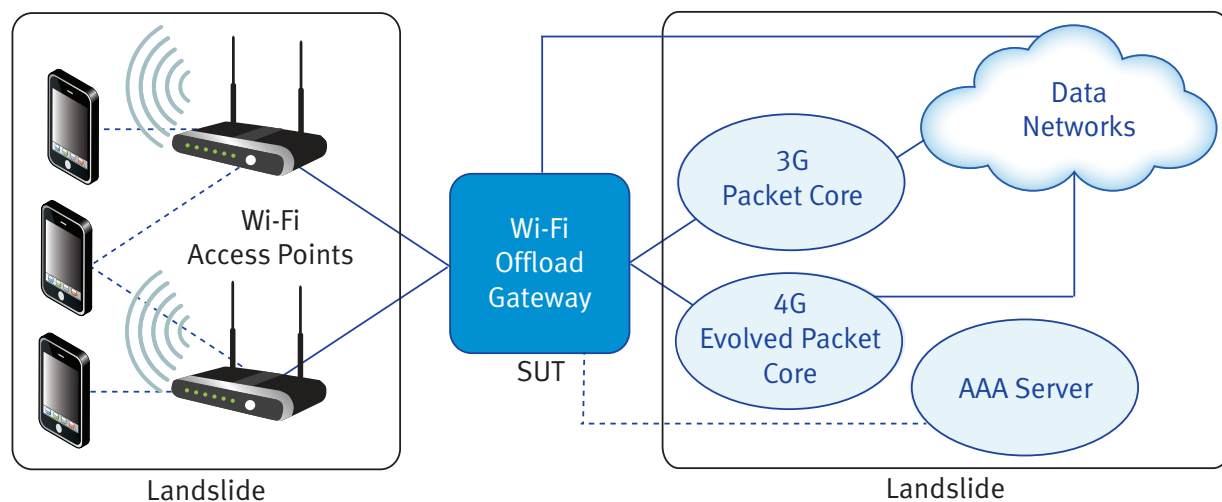 Wi-Fi
Access Points
Landslide
Wi-Fi
Offload
Gateway
SUT
3G
Packet Core
4G
Evolved Packet
Core
Data
Networks
AAA Server
Landslide